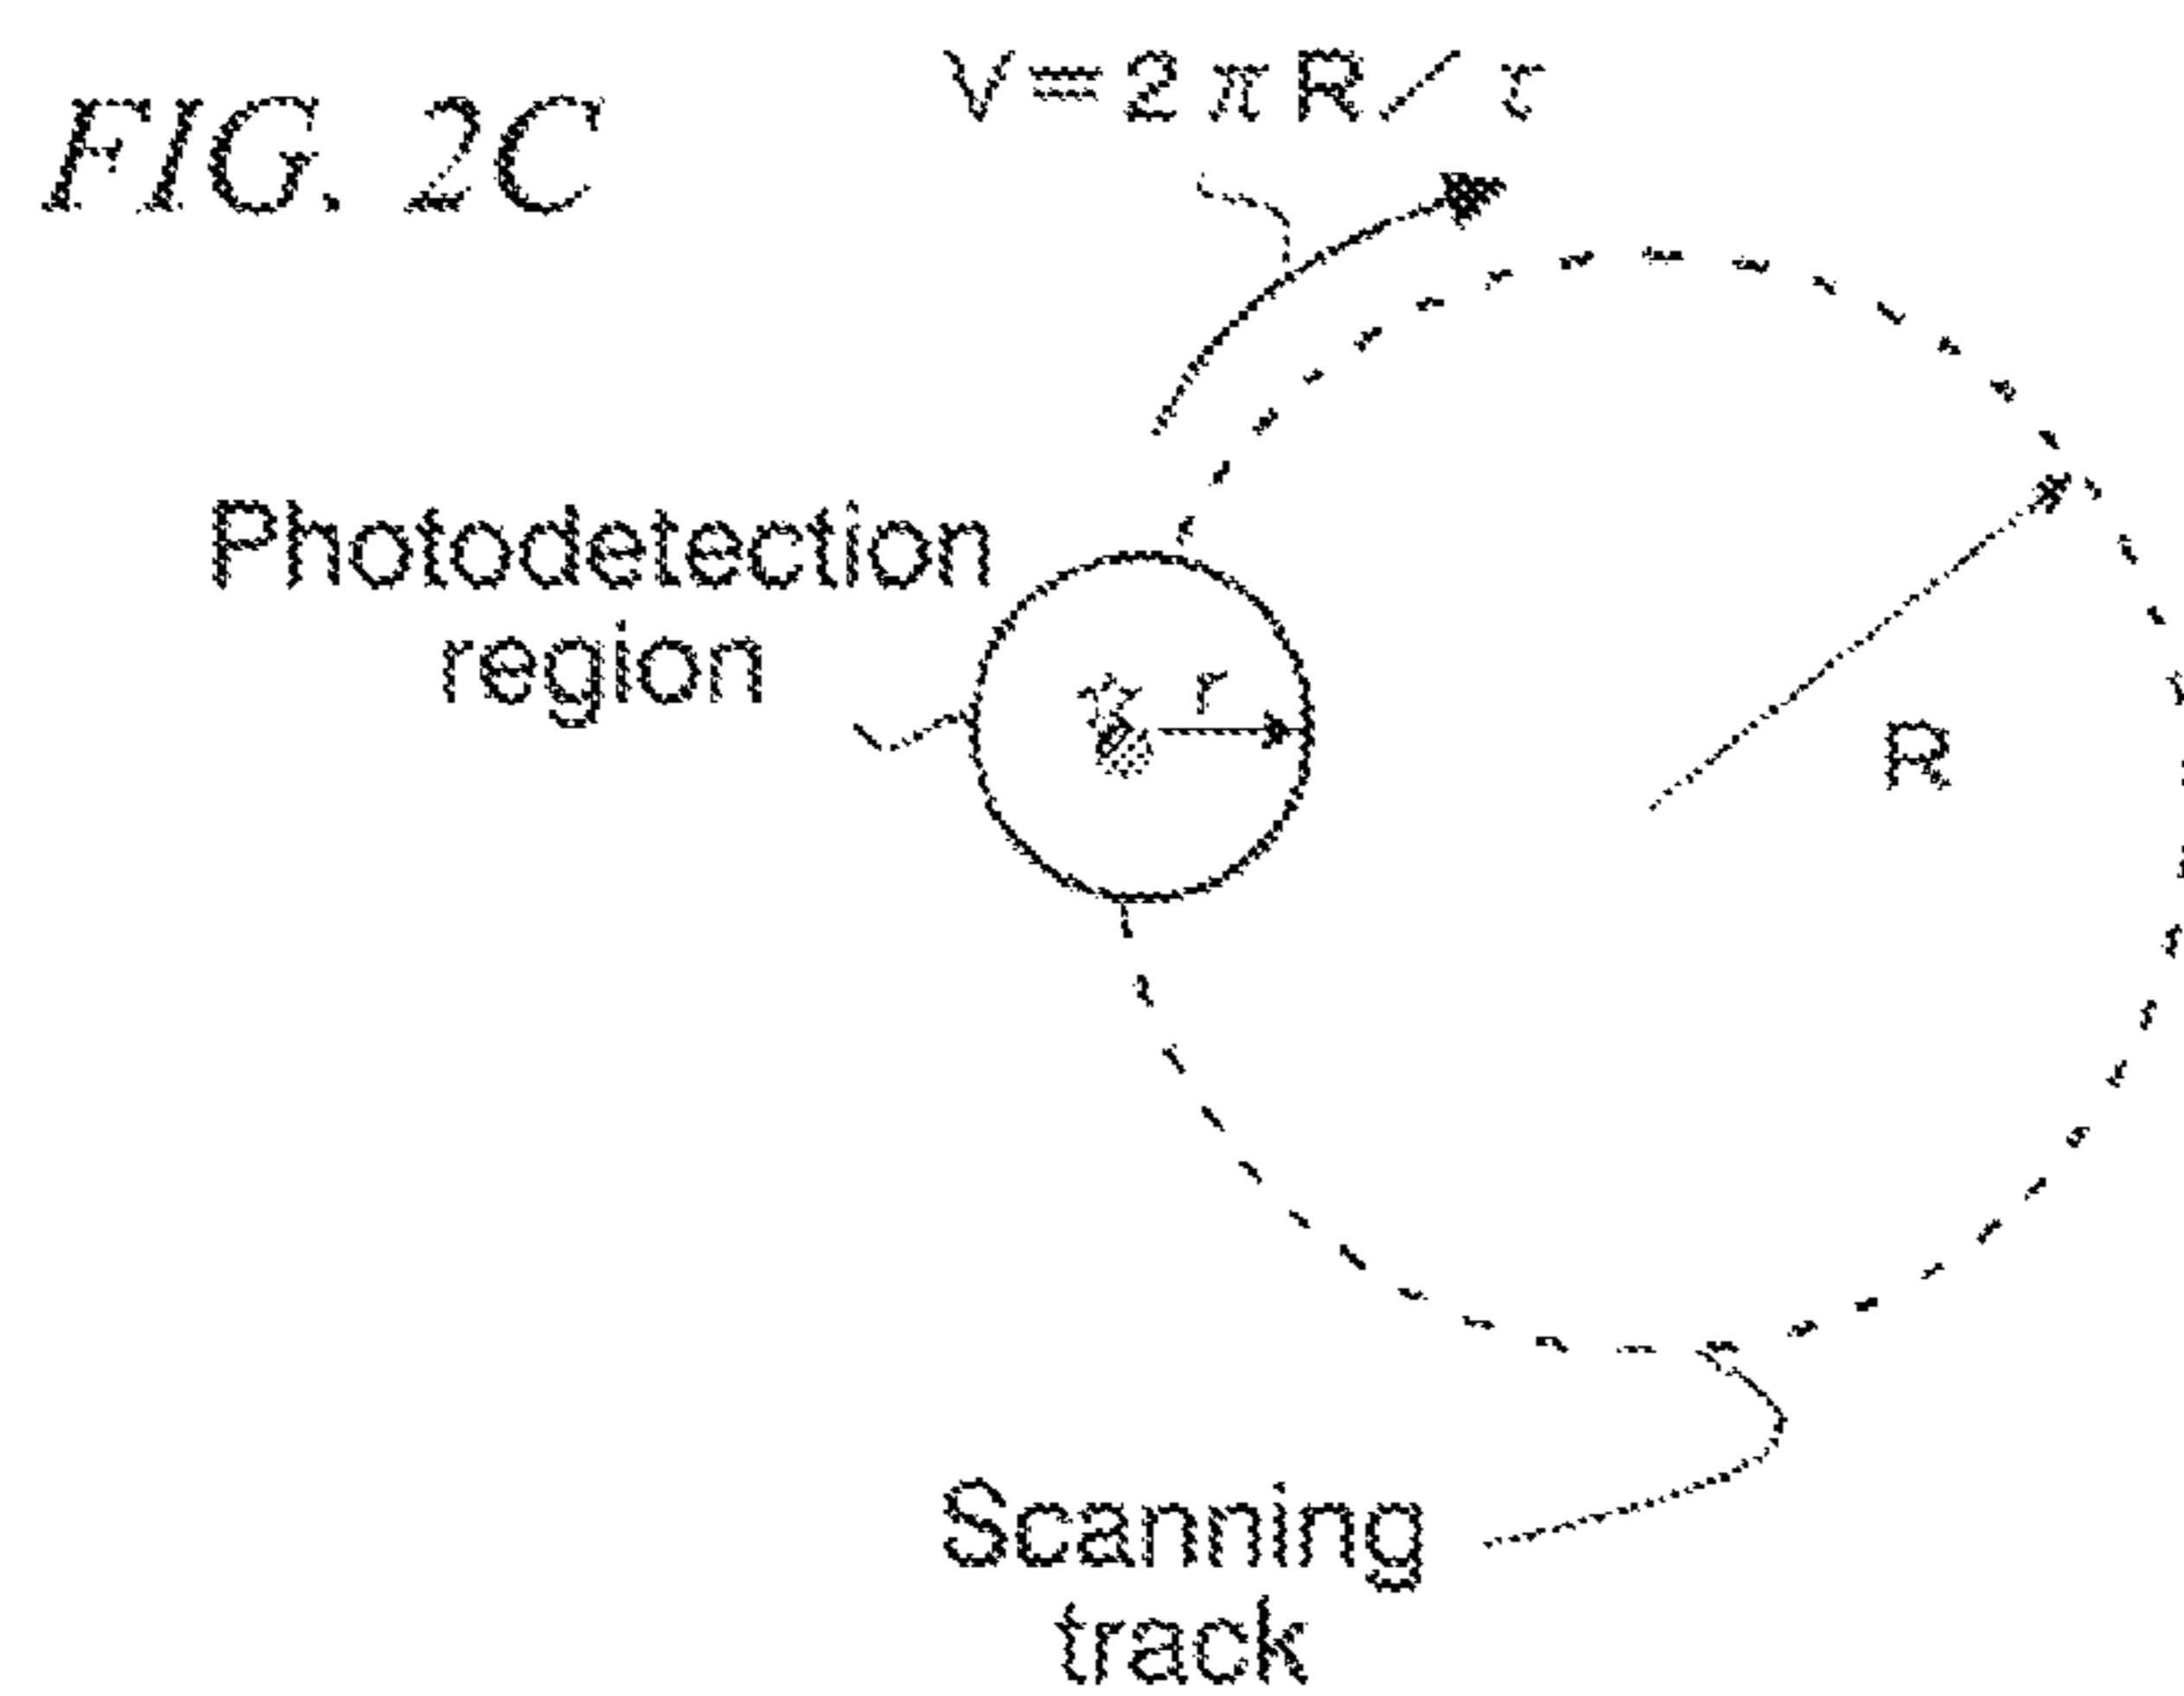 FIG. 2C
V=2πR/τ
Photodetection
region
r
R
Scanning
track